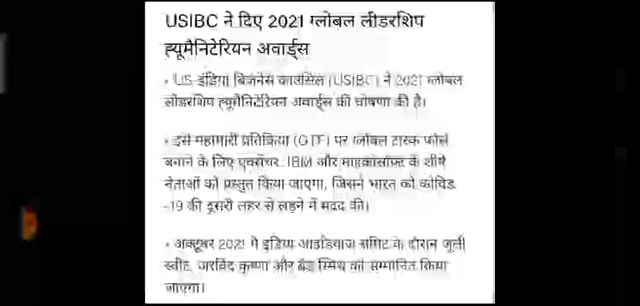 USIBC ने दिए 2021 ग्लोबल लीडरशिप
ह्यूमैनिटेरियन अवार्ड्स
• US-इंडिया बिजनेस काउंसिल (USIBC) ने 2021 ग्लोबल
लीडरशिप ह्यूमैनिटेरियन अवार्ड्स की घोषणा की है।
• इसे महामारी प्रतिक्रिया (GTF) पर ग्लोबल टास्क फोर्स
बनाने के लिए एक्सेंचर, IBM और माइक्रोसॉफ्ट के शीर्ष
नेताओं को प्रस्तुत किया जाएगा, जिसने भारत को कोविड
-19 की दूसरी लहर से लड़ने में मदद की।
• अक्टूबर 2021 में इंडिया आइडियाज समिट के दौरान जूली
स्वीट, अरविंद कृष्णा और ब्रैड स्मिथ को सम्मानित किया
जाएगा।